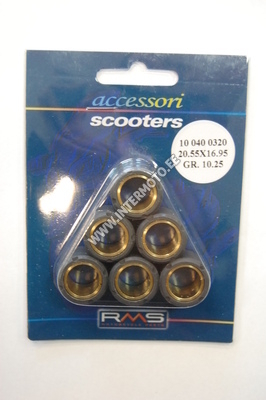 accessori
scooters
10 040 0320
20.55X16.95
GR. 10.25
WWW.INTERMOTO.EE
RMS